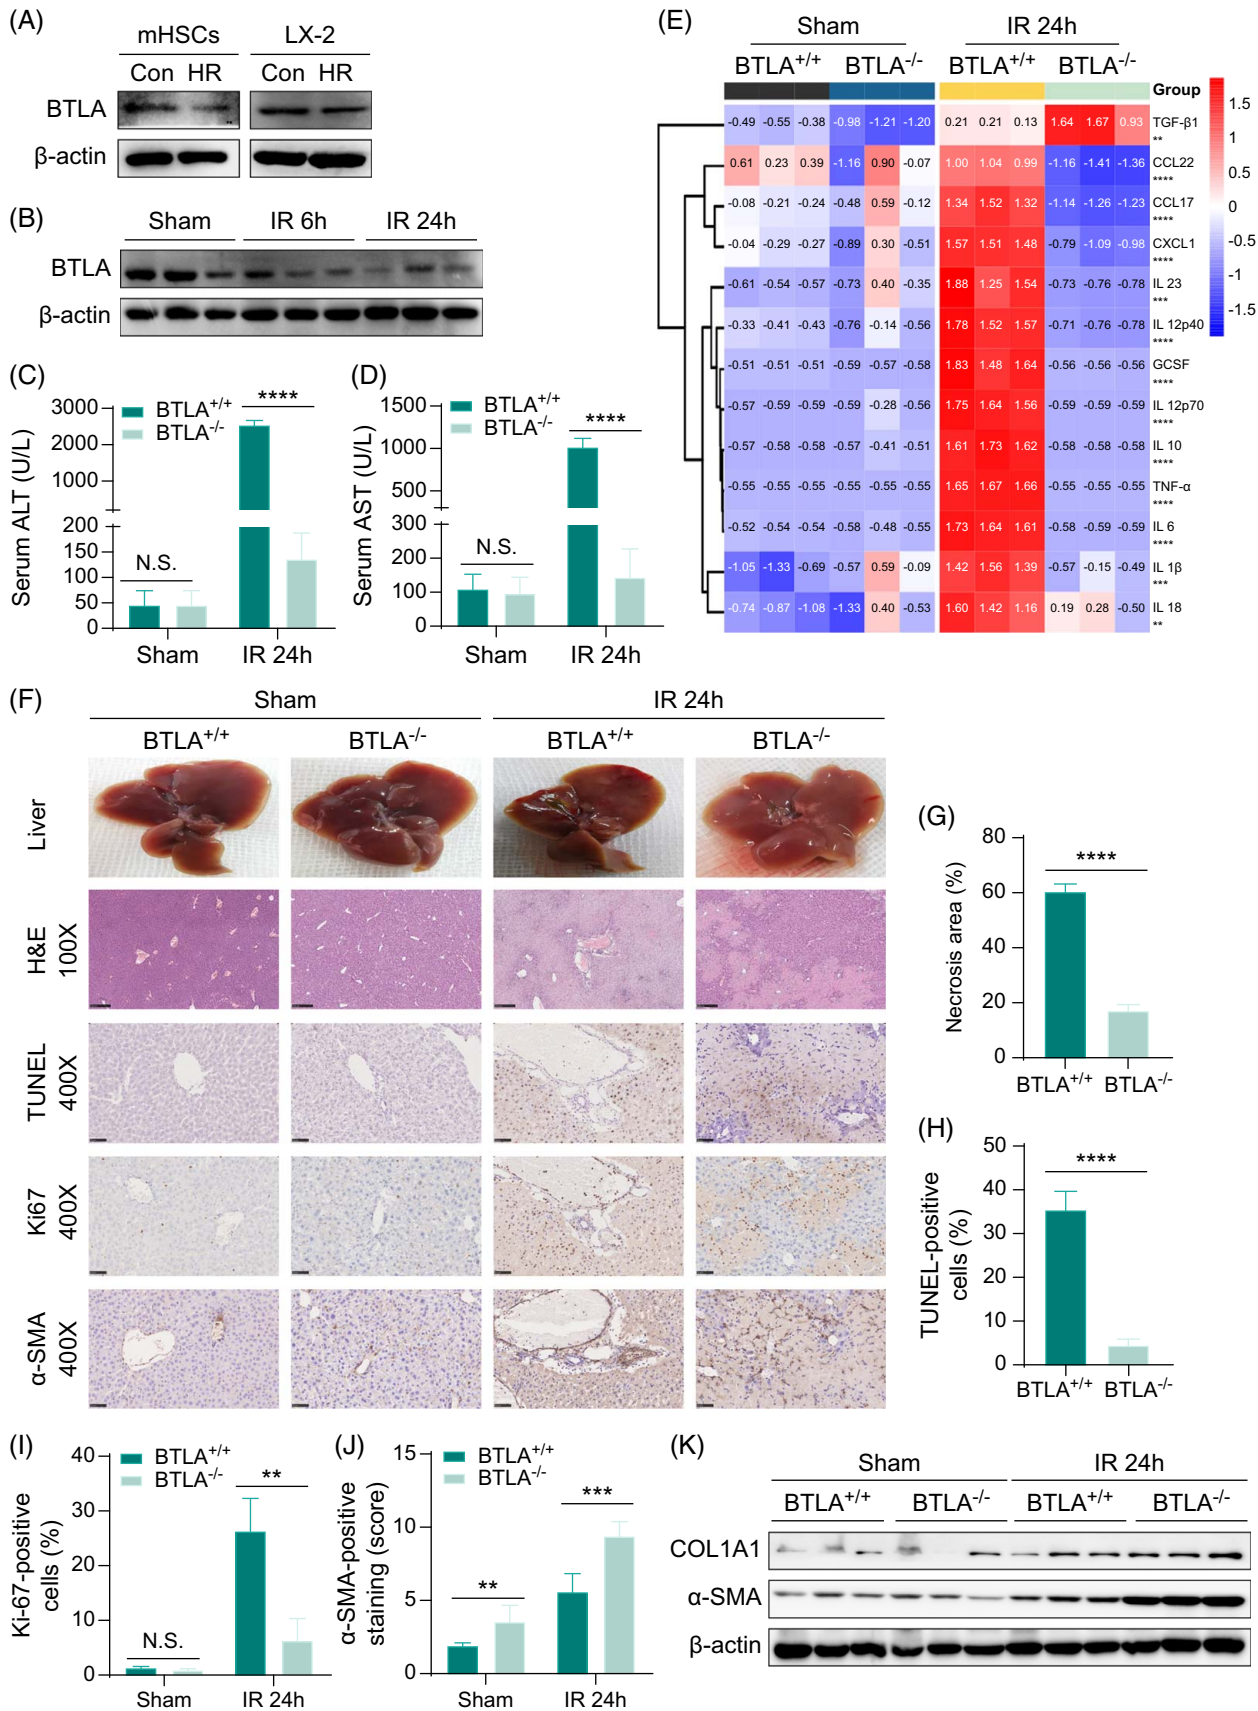 (A)
mHSCs LX-2
Con HR Con HR
BTLA
β-actin
(B)
Sham IR 6h IR 24h
BTLA
β-actin
(C)
BTLA+/+
BTLA-/-
Serum ALT (U/L)
3000
2000
1000
200
150
100
50
0
N.S.
****
Sham IR 24h
(D)
BTLA+/+
BTLA-/-
Serum AST (U/L)
1500
1000
500
300
200
100
0
N.S.
****
Sham IR 24h
(E)
Sham IR 24h
BTLA+/+ BTLA-/- BTLA+/+ BTLA-/-
Group
-0.49 -0.55 -0.38 -0.98 -1.21 -1.20 0.21 0.21 0.13 1.64 1.67 0.93 TGF-β1
**
0.61 0.23 0.39 -1.16 0.90 -0.07 1.00 1.04 0.99 -1.16 -1.41 -1.36 CCL22
****
-0.08 -0.21 -0.24 -0.48 0.59 -0.12 1.34 1.52 1.32 -1.14 -1.26 -1.23 CCL17
****
-0.04 -0.29 -0.27 -0.89 0.30 -0.51 1.57 1.51 1.48 -0.79 -1.09 -0.98 CXCL1
****
-0.61 -0.54 -0.57 -0.73 0.40 -0.35 1.88 1.25 1.54 -0.73 -0.76 -0.78 IL 23
***
-0.33 -0.41 -0.43 -0.76 -0.14 -0.56 1.78 1.52 1.57 -0.71 -0.76 -0.78 IL 12p40
****
-0.51 -0.51 -0.51 -0.59 -0.57 -0.58 1.83 1.48 1.64 -0.56 -0.56 -0.56 GCSF
****
-0.57 -0.59 -0.59 -0.59 -0.28 -0.56 1.75 1.64 1.56 -0.59 -0.59 -0.59 IL 12p70
****
-0.57 -0.58 -0.58 -0.57 -0.41 -0.51 1.61 1.73 1.62 -0.58 -0.58 -0.58 IL 10
****
-0.55 -0.55 -0.55 -0.55 -0.55 -0.55 1.65 1.67 1.66 -0.55 -0.55 -0.55 TNF-α
****
-0.52 -0.54 -0.54 -0.58 -0.48 -0.55 1.73 1.64 1.61 -0.58 -0.59 -0.59 IL 6
****
-1.05 -1.33 -0.69 -0.57 0.59 -0.09 1.42 1.56 1.39 -0.57 -0.15 -0.49 IL 1β
***
-0.74 -0.87 -1.08 -1.33 0.40 -0.53 1.60 1.42 1.16 0.19 0.28 -0.50 IL 18
**
1.5
1
0.5
0
-0.5
-1
-1.5
(F)
Sham IR 24h
BTLA+/+ BTLA-/- BTLA+/+ BTLA-/-
Liver
H&E
100X
TUNEL
400X
Ki67
400X
α-SMA
400X
(G)
Necrosis area (%)
80
60
40
20
0
****
BTLA+/+ BTLA-/-
(H)
TUNEL-positive
cells (%)
50
40
30
20
10
0
****
BTLA+/+ BTLA-/-
(I)
BTLA+/+
BTLA-/-
Ki-67-positive
cells (%)
40
30
20
10
0
N.S.
**
Sham IR 24h
(J)
BTLA+/+
BTLA-/-
α-SMA-positive
staining (score)
15
10
5
0
**
***
Sham IR 24h
(K)
Sham IR 24h
BTLA+/+ BTLA-/- BTLA+/+ BTLA-/-
COL1A1
α-SMA
β-actin